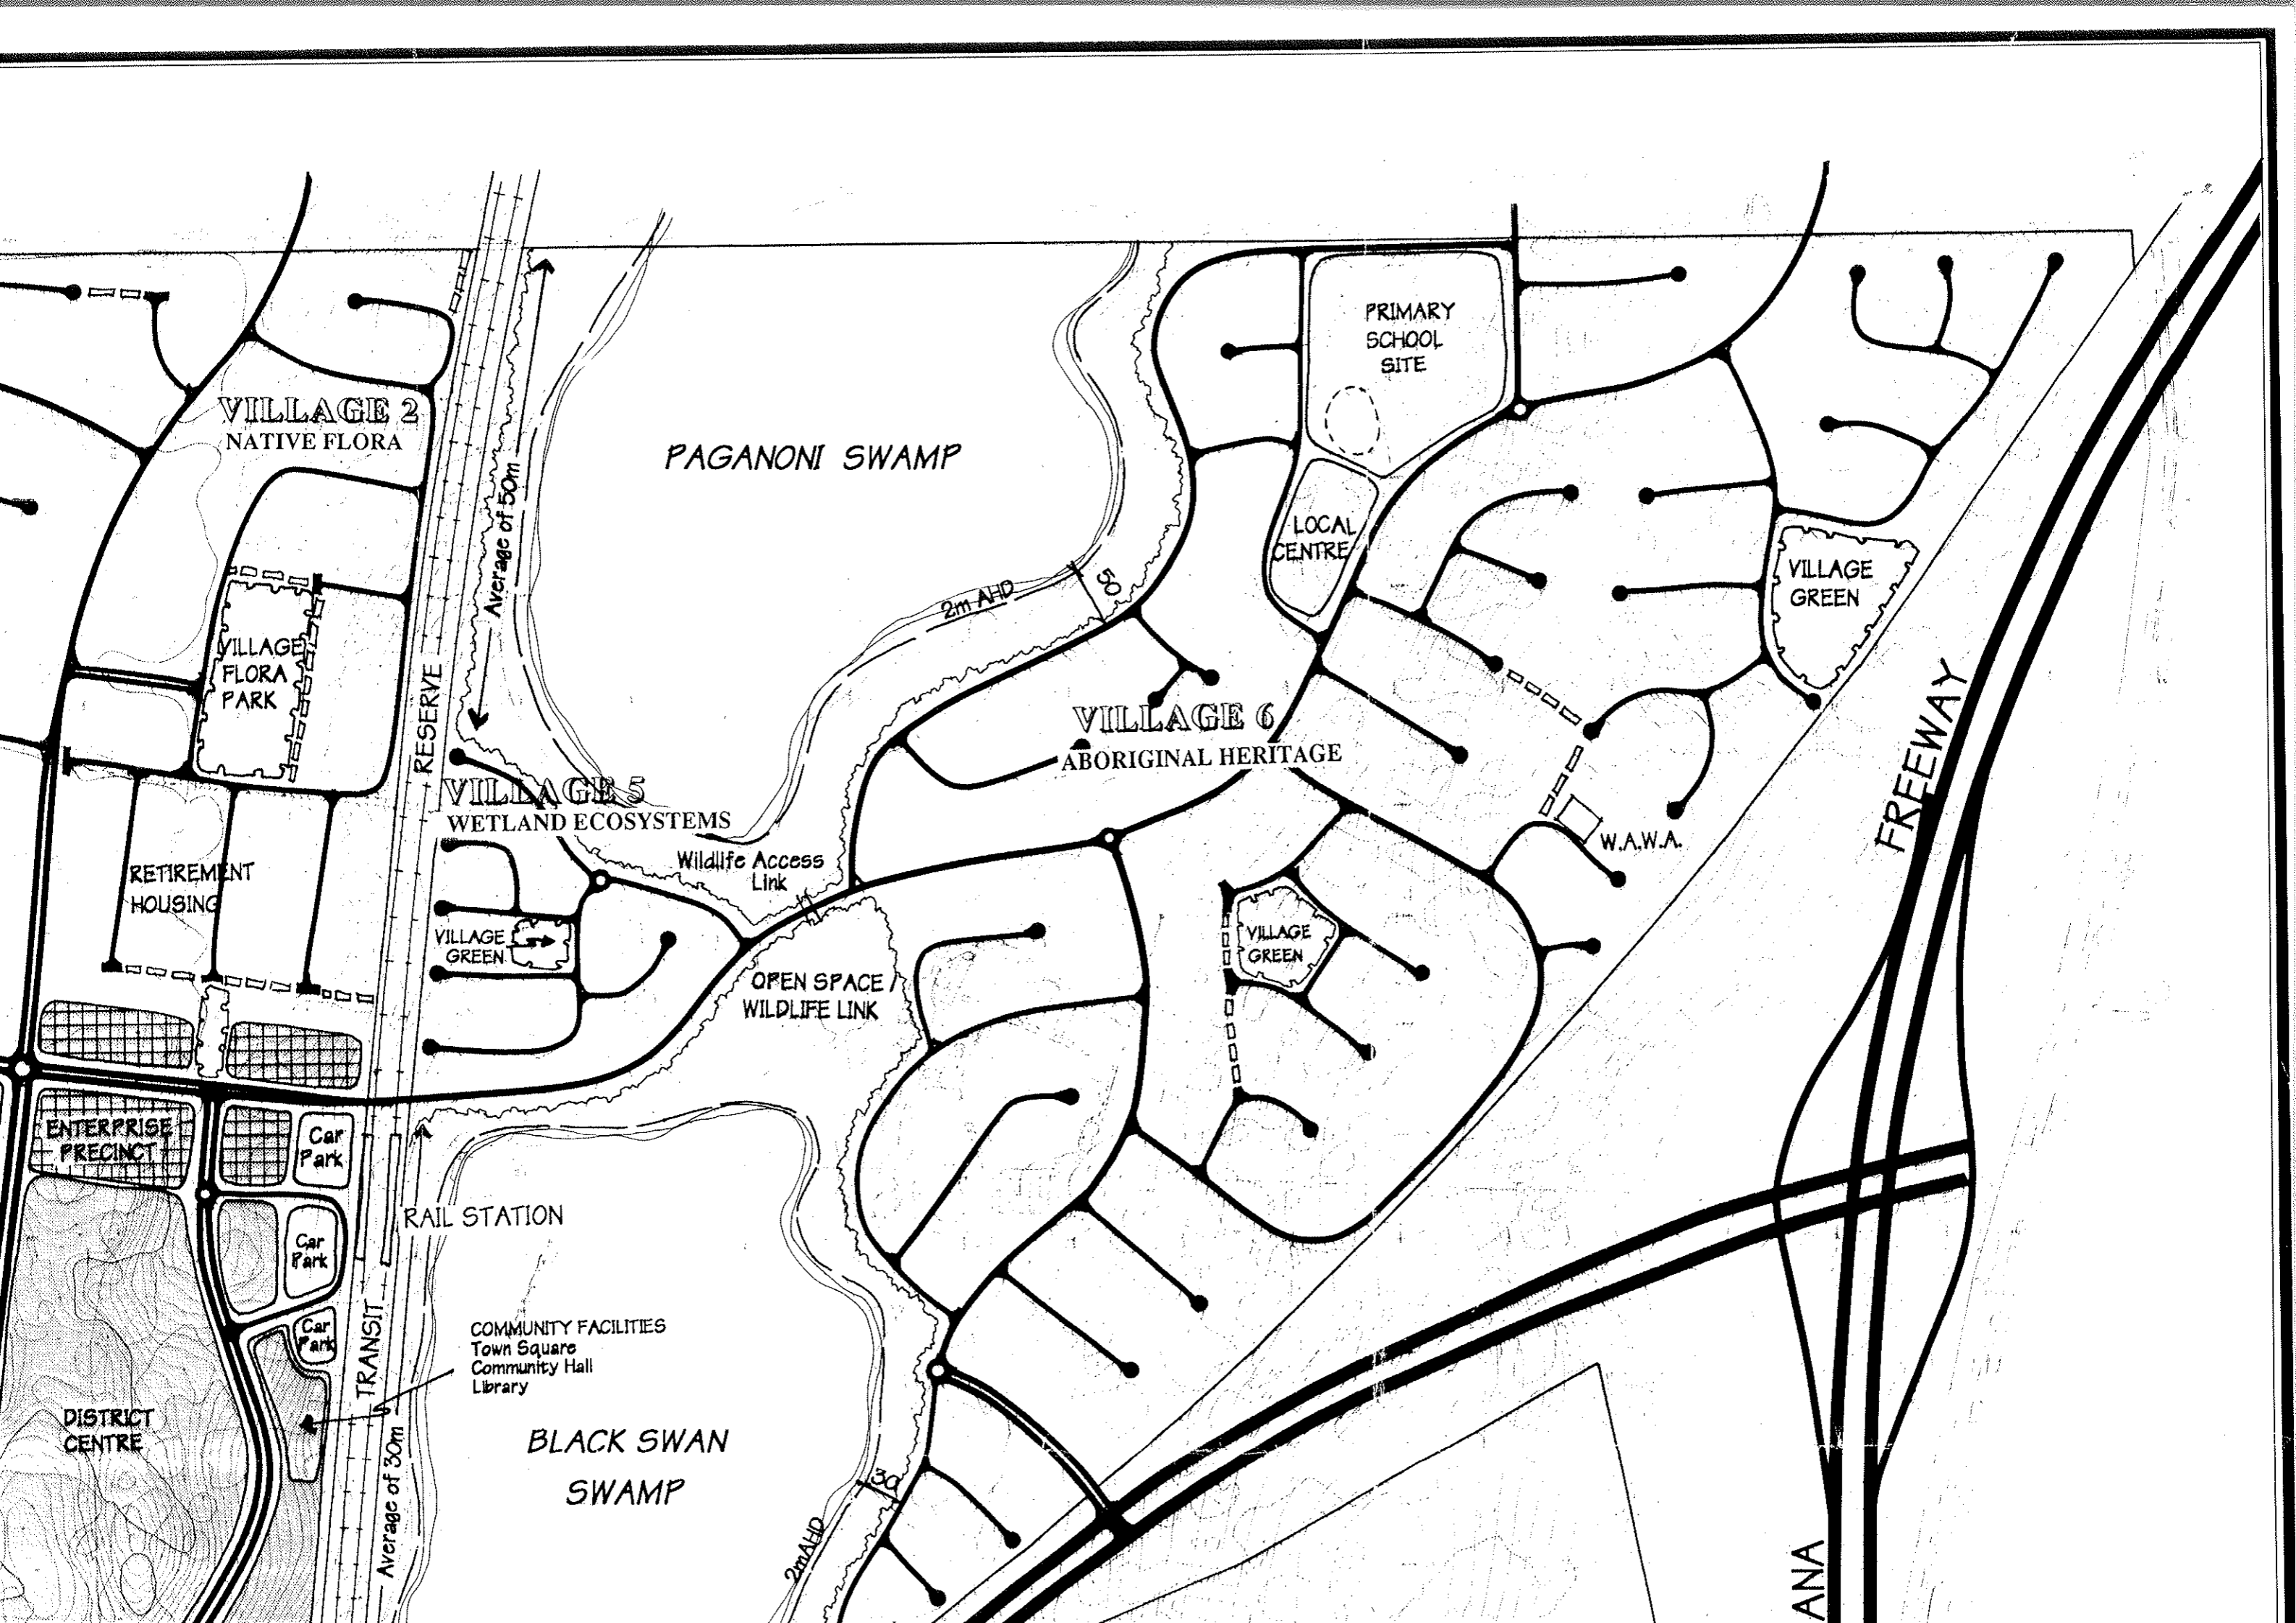 PRIMARY
SCHOOL
SITE
VILLAGE 2
NATIVE FLORA
PAGANONI SWAMP
Average of 50m
LOCAL
CENTRE
VILLAGE
GREEN
50
2m AHD
VILLAGE
FLORA
PARK
RESERVE
VILLAGE 6
ABORIGINAL HERITAGE
FREEWAY
VILLAGE 5
WETLAND ECOSYSTEMS
W.A.W.A.
Wildlife Access
Link
RETIREMENT
HOUSING
VILLAGE
GREEN
VILLAGE
GREEN
OPEN SPACE /
WILDLIFE LINK
ENTERPRISE
PRECINCT
Car
Park
RAIL STATION
Car
Park
Car
Park
TRANSIT
COMMUNITY FACILITIES
Town Square
Community Hall
Library
DISTRICT
CENTRE
BLACK SWAN
SWAMP
Average of 30m
30
2m AHD
ANA